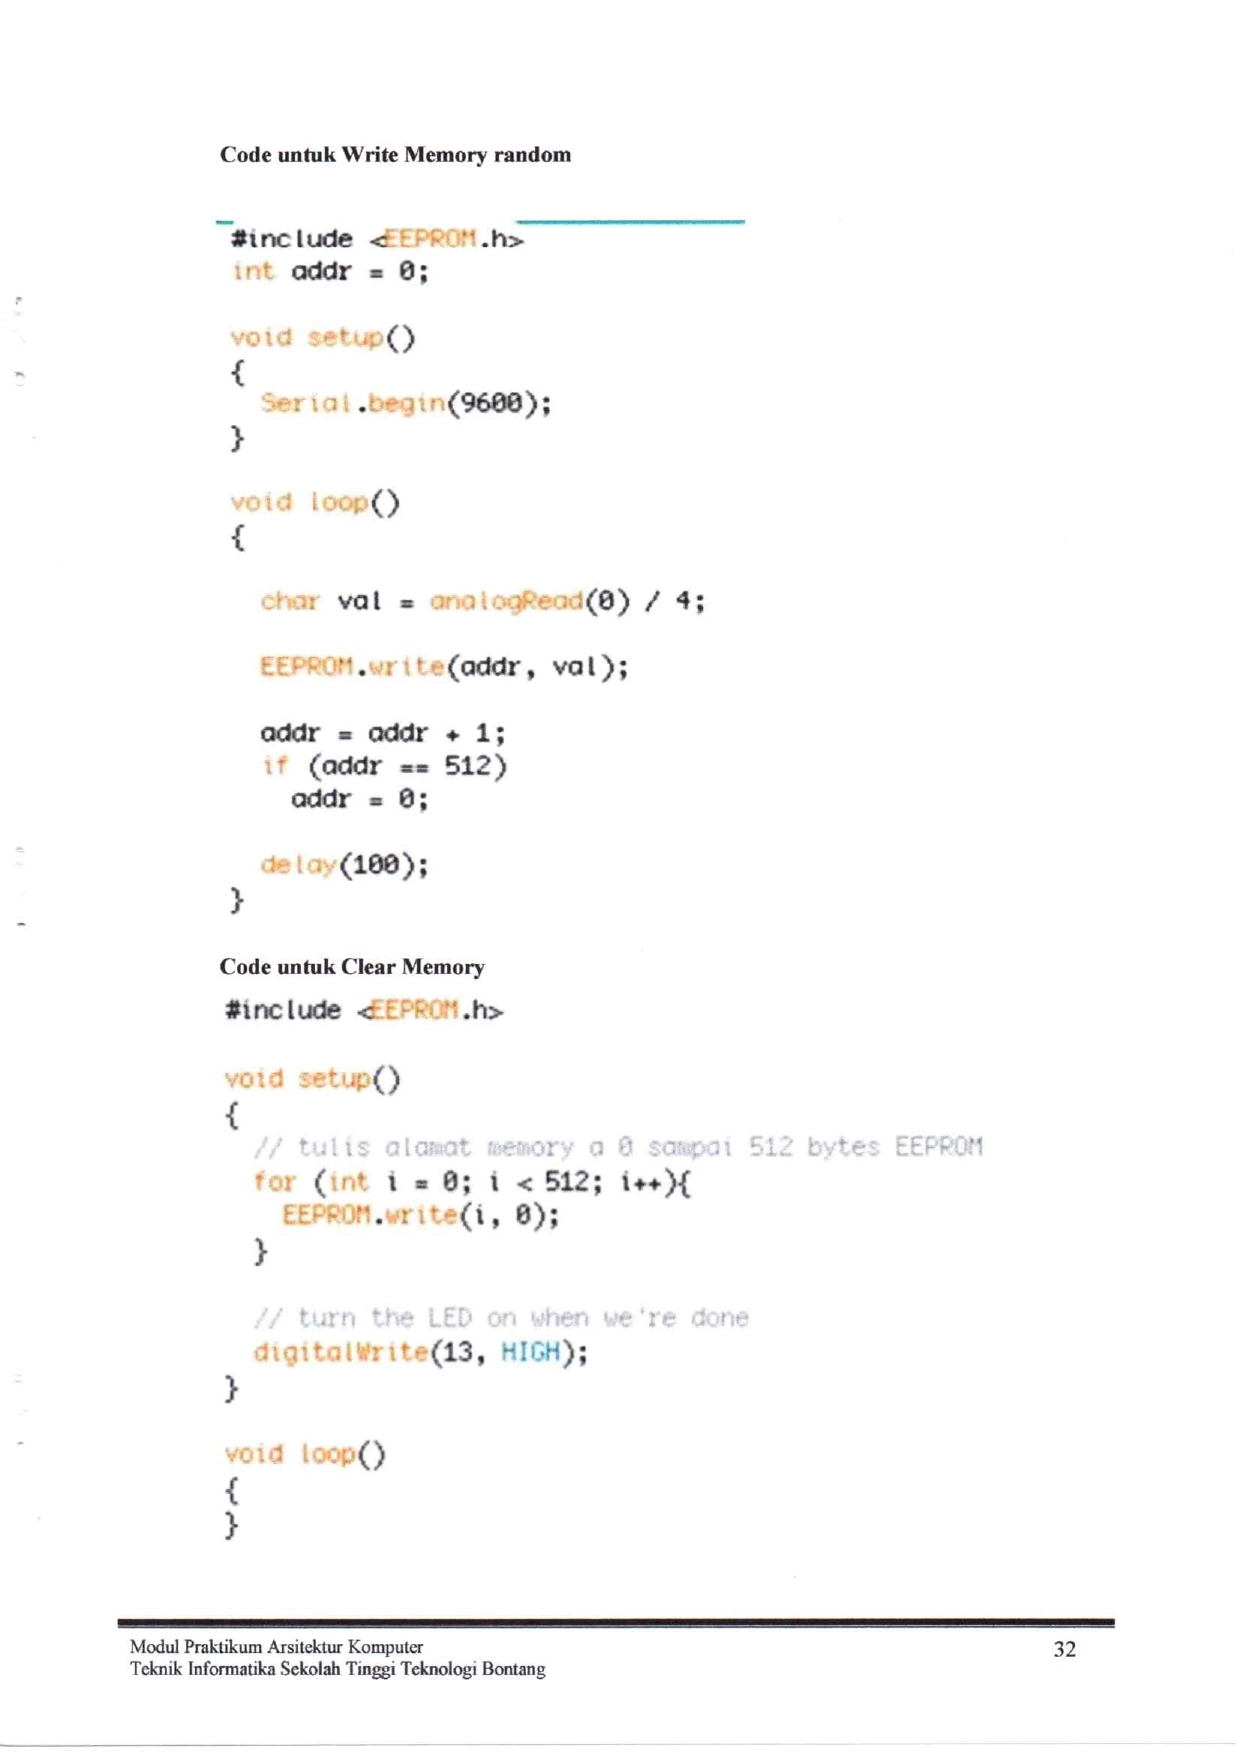 Code untuk Write Memory random
#include <EEPROM.h>
int addr = 0;
void setup()
{
Serial.begin(9600);
}
void loop()
{
char val = analogRead(0) / 4;
EEPROM.write(addr, val);
addr = addr + 1;
if (addr == 512)
addr = 0;
delay(100);
}
Code untuk Clear Memory
#include <EEPROM.h>
void setup()
{
// tulis alamat memory a 0 sampai 512 bytes EEPROM
for (int i = 0; i < 512; i++){
EEPROM.write(i, 0);
}
// turn the LED on when we're done
digitalWrite(13, HIGH);
}
void loop()
{
}
Modul Praktikum Arsitektur Komputer
32
Teknik Informatika Sekolah Tinggi Teknologi Bontang